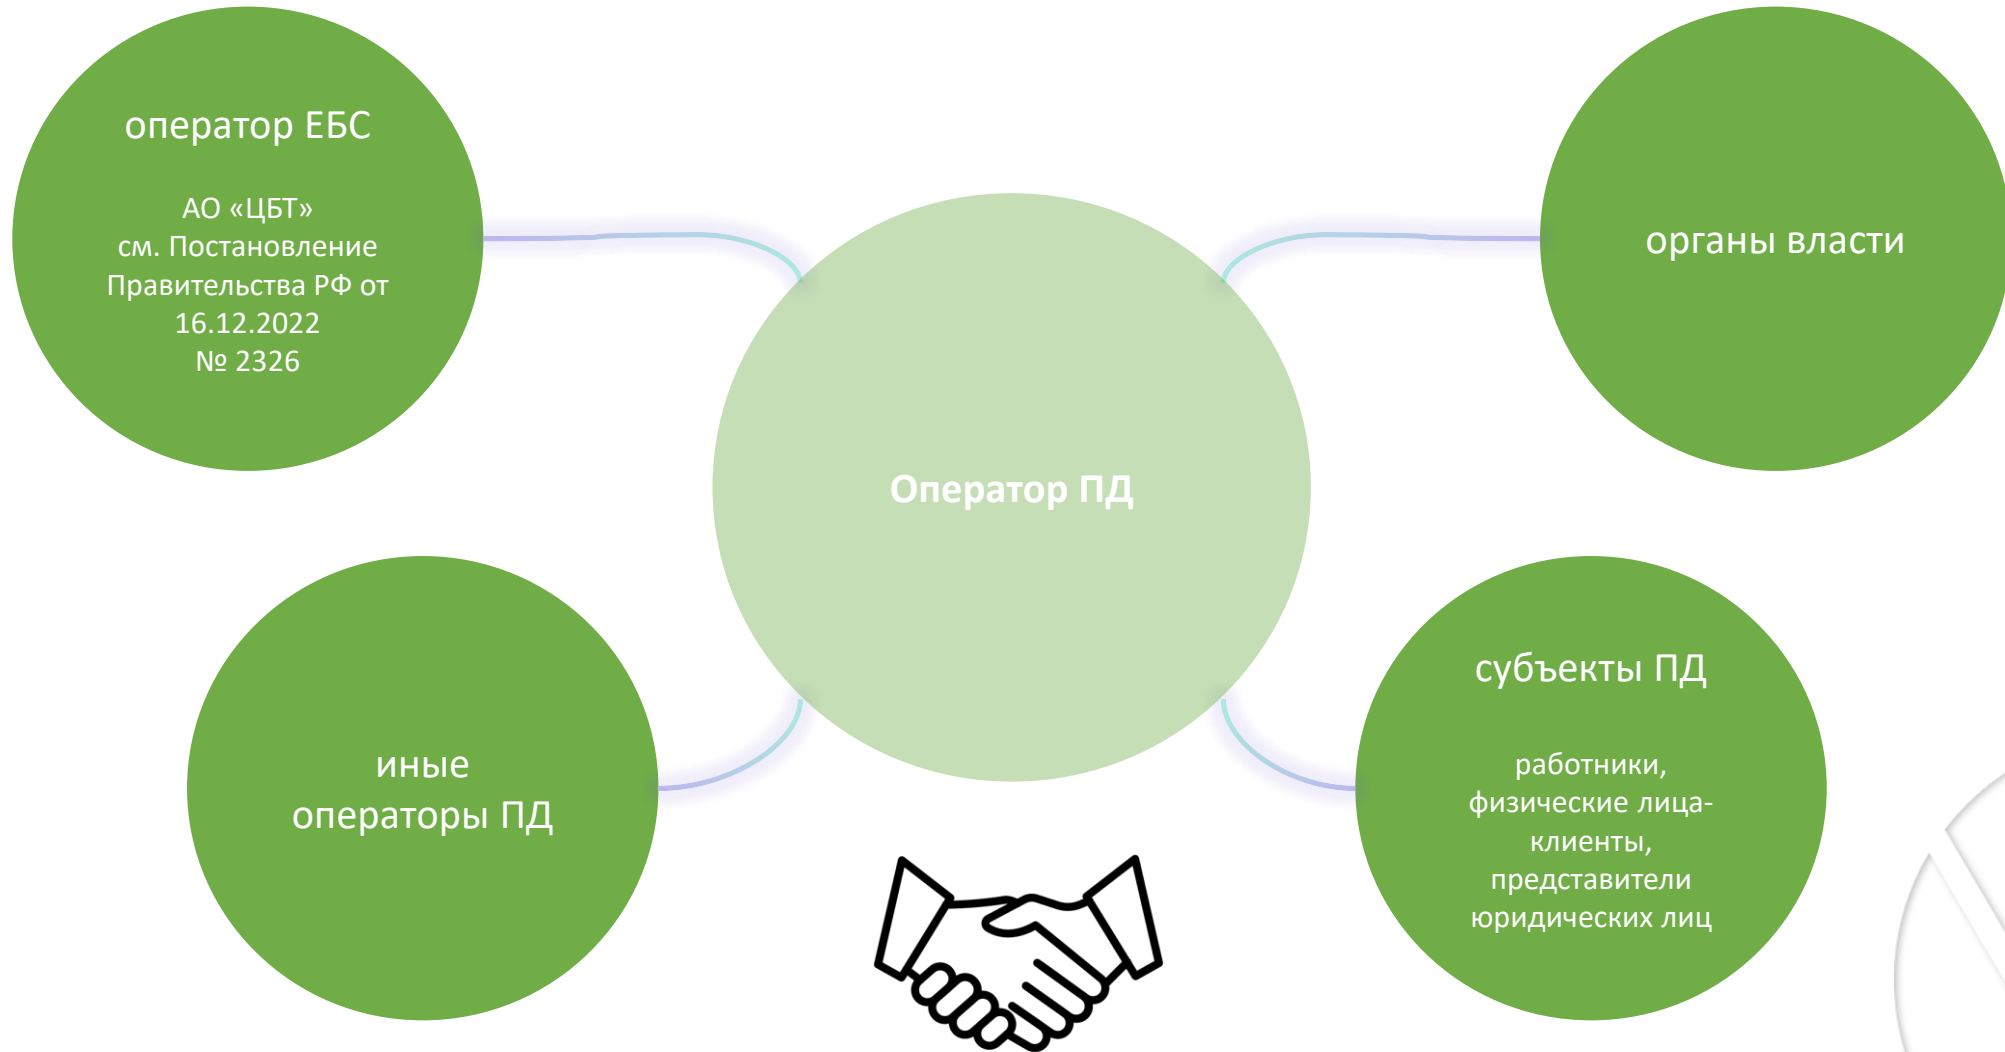 оператор ЕБС
АО «ЦБТ»
см. Постановление
Правительства РФ от
16.12.2022
№ 2326
органы власти
Оператор ПД
иные
операторы ПД
субъекты ПД
работники,
физические лица-
клиенты,
представители
юридических лиц